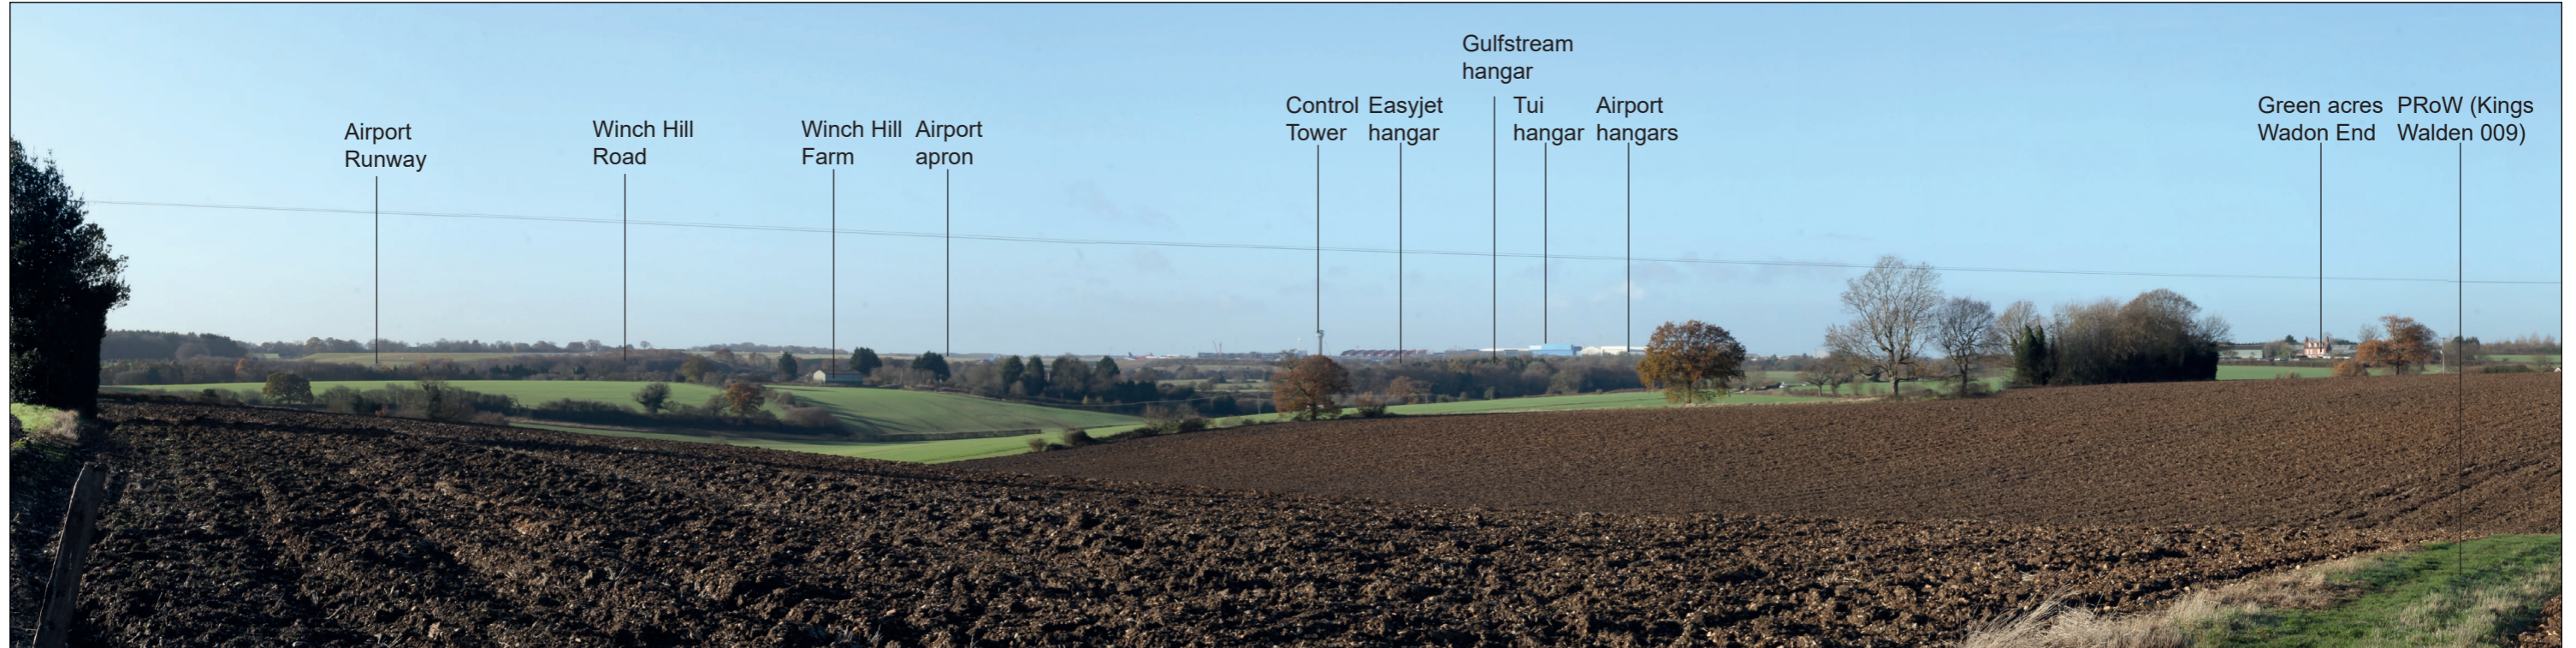 Airport
Runway
Winch Hill
Road
Winch Hill
Farm
Airport
apron
Control
Tower
Easyjet
hangar
Gulfstream
hangar
Tui
hangar
Airport
hangars
Green acres
Wadon End
PRoW (Kings
Walden 009)